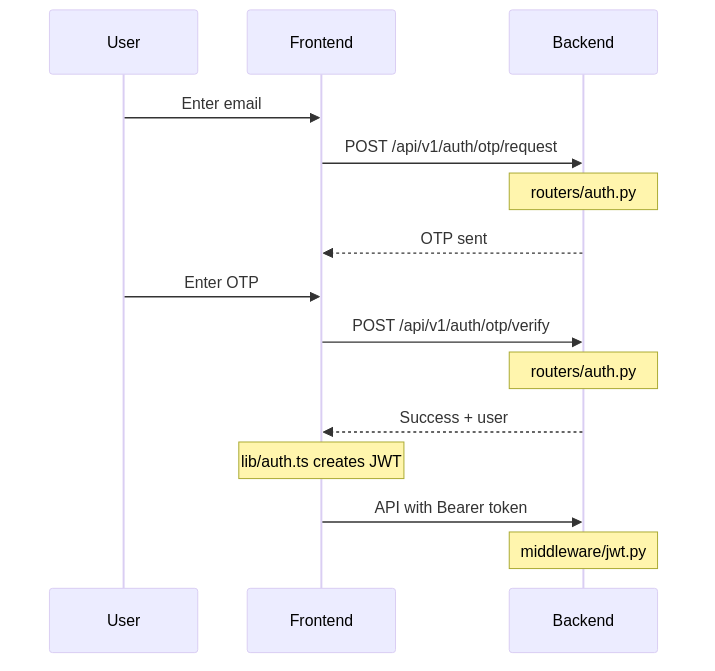 User
Frontend
Backend
Enter email
POST /api/v1/auth/otp/request
routers/auth.py
OTP sent
Enter OTP
POST /api/v1/auth/otp/verify
routers/auth.py
Success + user
lib/auth.ts creates JWT
API with Bearer token
middleware/jwt.py
User
Frontend
Backend